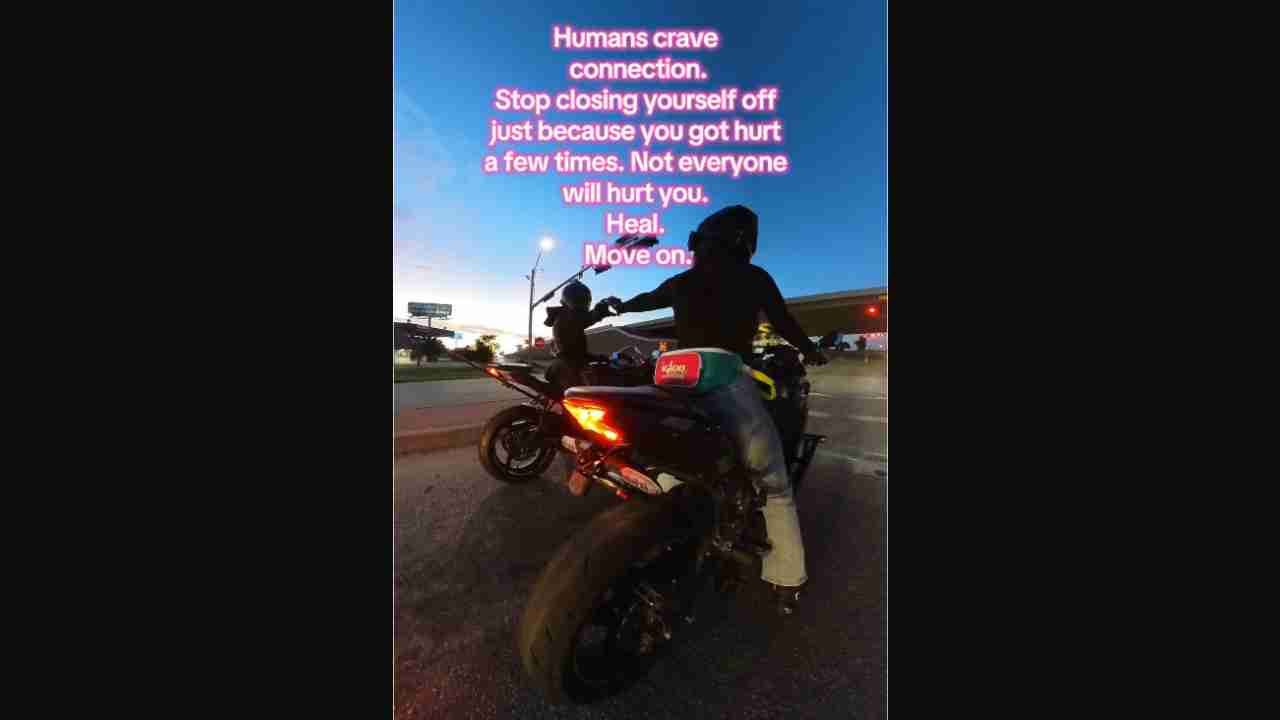 Humans crave
connection.
Stop closing yourself off
just because you got hurt
a few times. Not everyone
will hurt you.
Heal.
Move on.
igloo